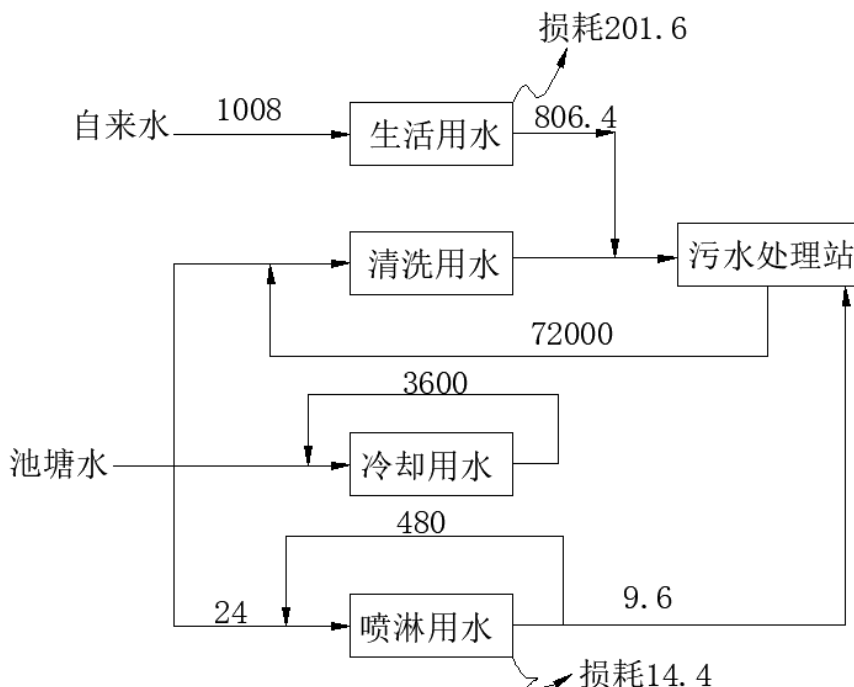 损耗201.6
自来水
1008
生活用水
806.4
清洗用水
污水处理站
72000
3600
池塘水
冷却用水
480
24
喷淋用水
9.6
损耗14.4